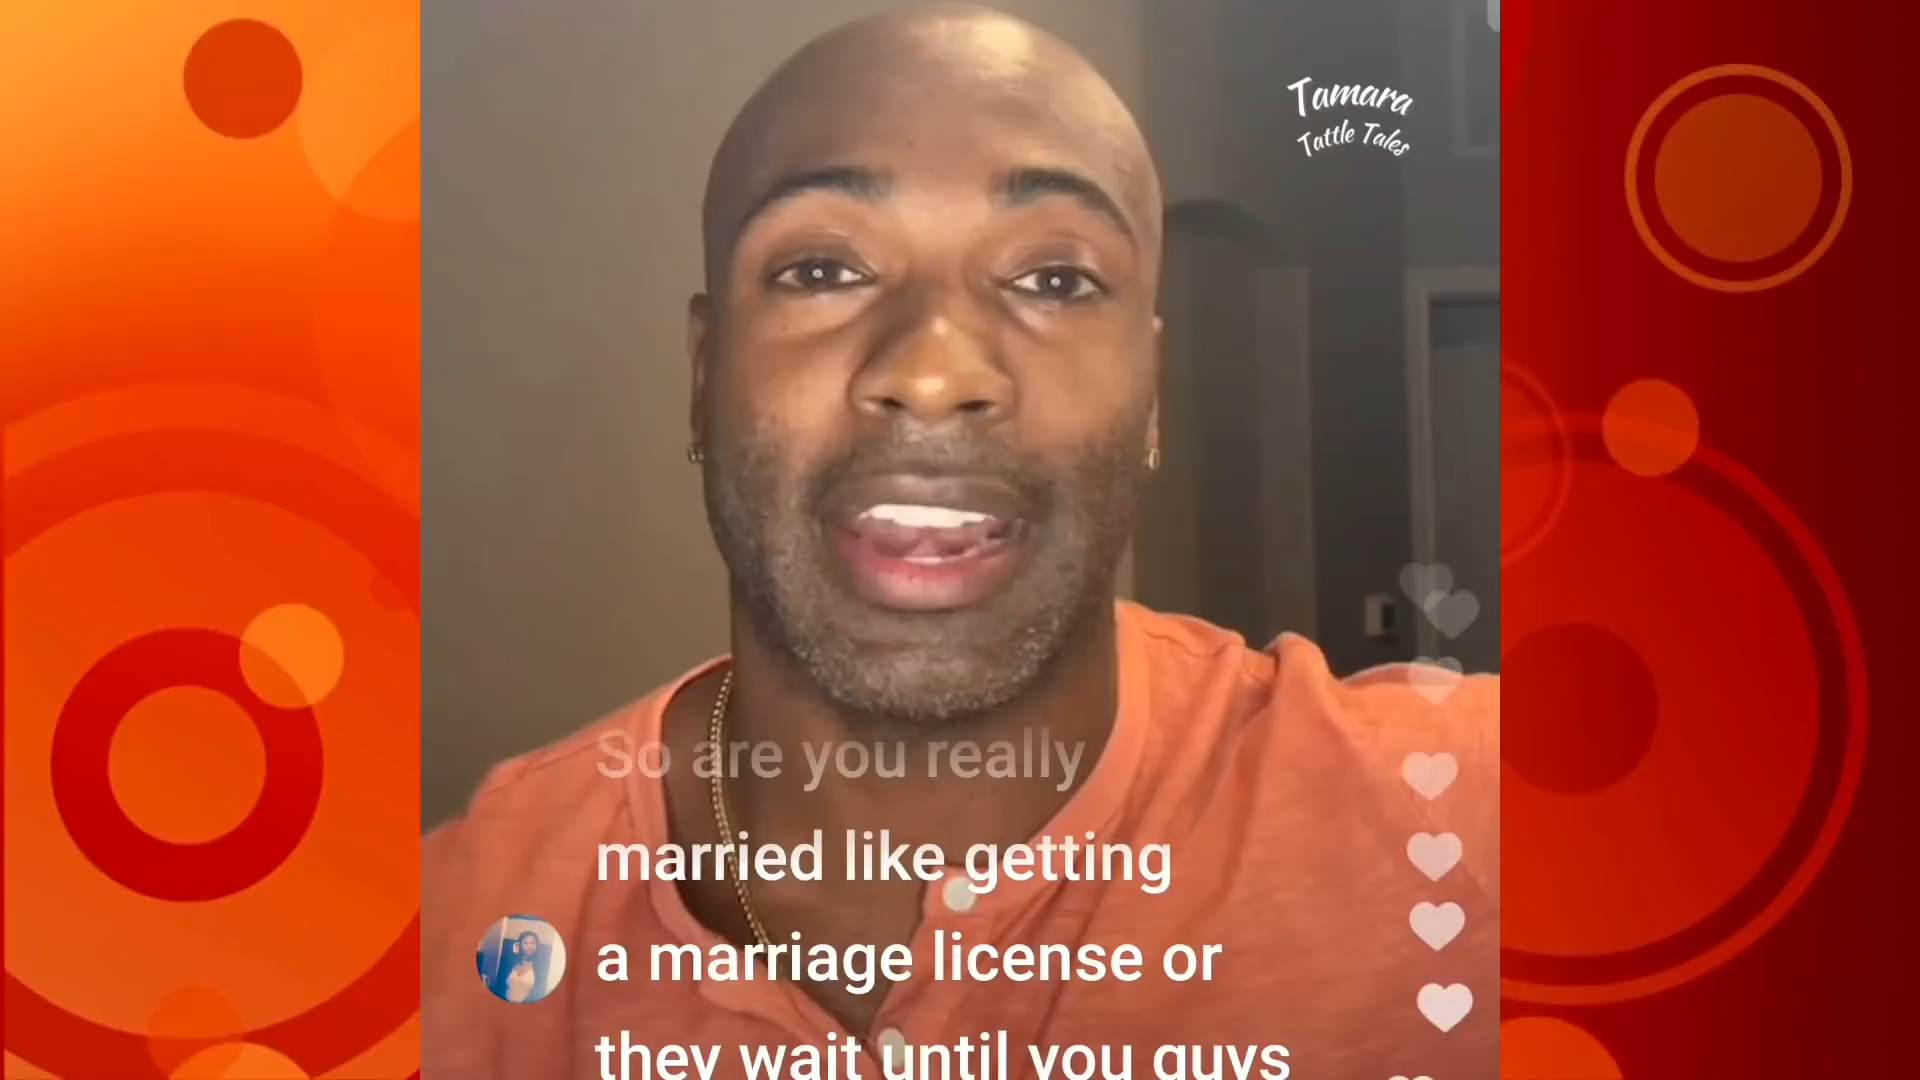 Tamara
Tattle Tales
So are you really
married like getting
a marriage license or
they wait until you guys